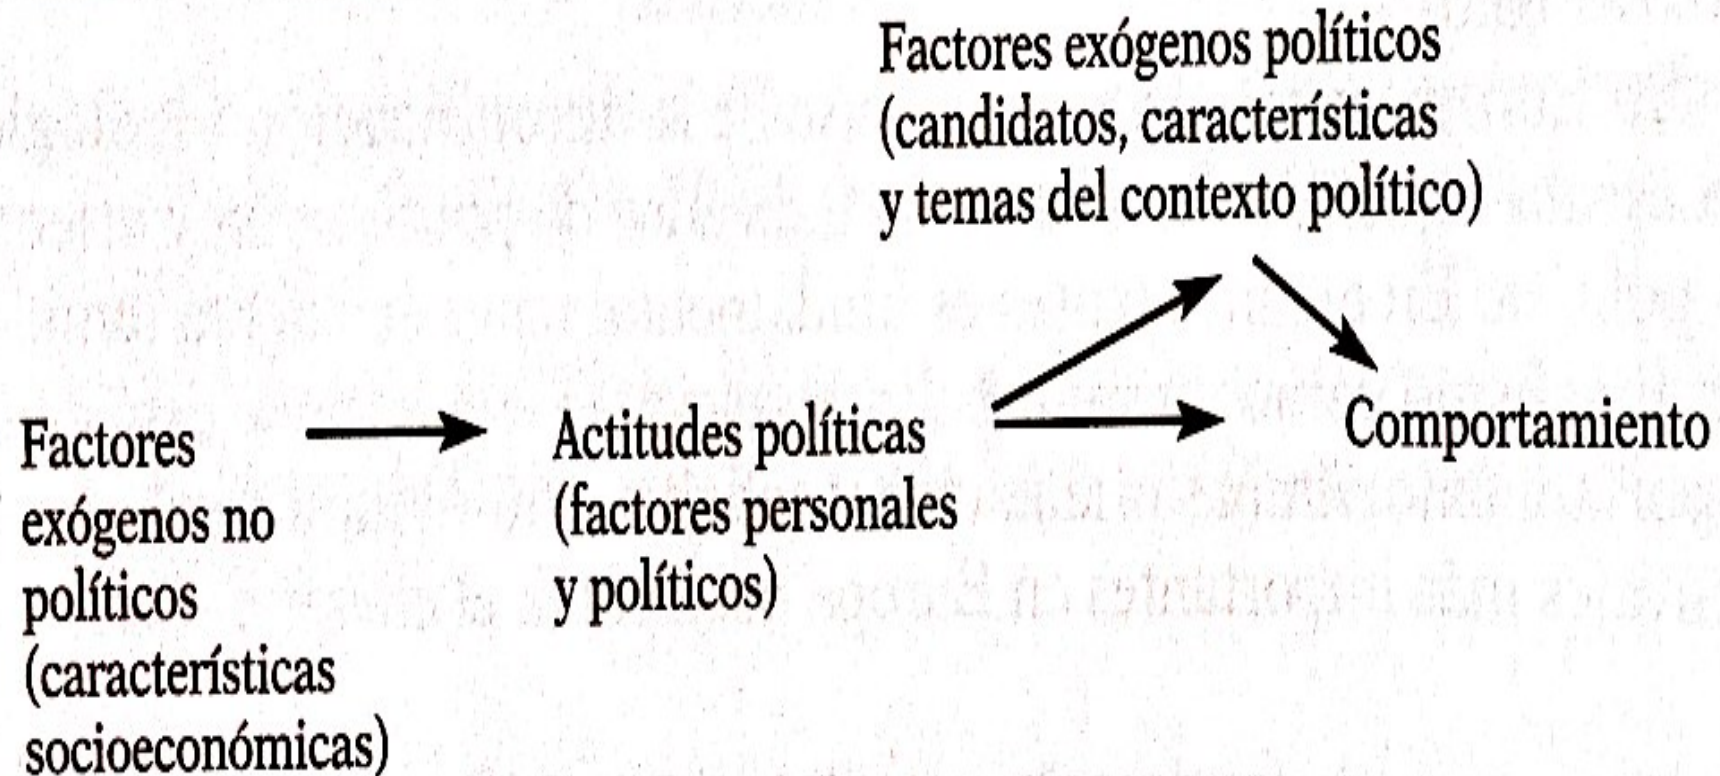 Factores exógenos políticos
(candidatos, características
y temas del contexto político)
Factores
exógenos no
políticos
(características
socioeconómicas)
Actitudes políticas
(factores personales
y políticos)
Comportamiento